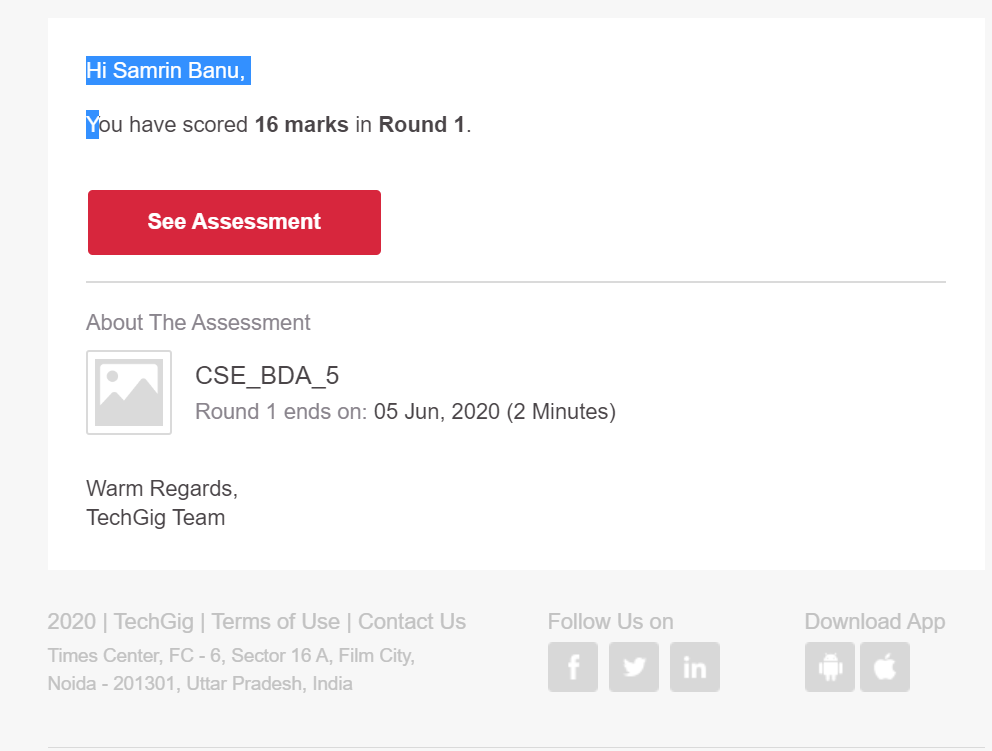 Hi Samrin Banu,
You have scored 16 marks in Round 1.
See Assessment
About The Assessment
CSE_BDA_5
Round 1 ends on: 05 Jun, 2020 (2 Minutes)
Warm Regards,
TechGig Team
2020 | TechGig | Terms of Use | Contact Us
Times Center, FC - 6, Sector 16 A, Film City,
Noida - 201301, Uttar Pradesh, India
Follow Us on
Download App